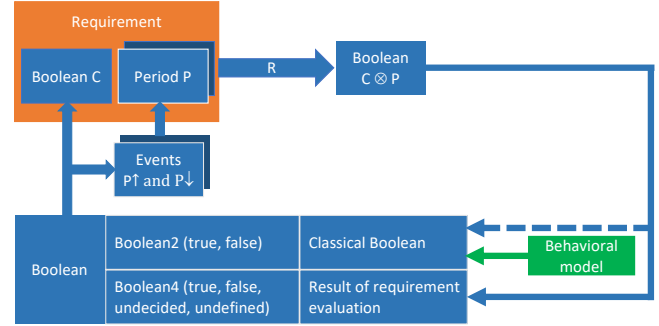 Requirement
Boolean C
Period P
R
Boolean
C ⊗ P
Events
P↑ and P↓
Boolean
Boolean2 (true, false)
Classical Boolean
Boolean4 (true, false,
undecided, undefined)
Result of requirement
evaluation
Behavioral
model